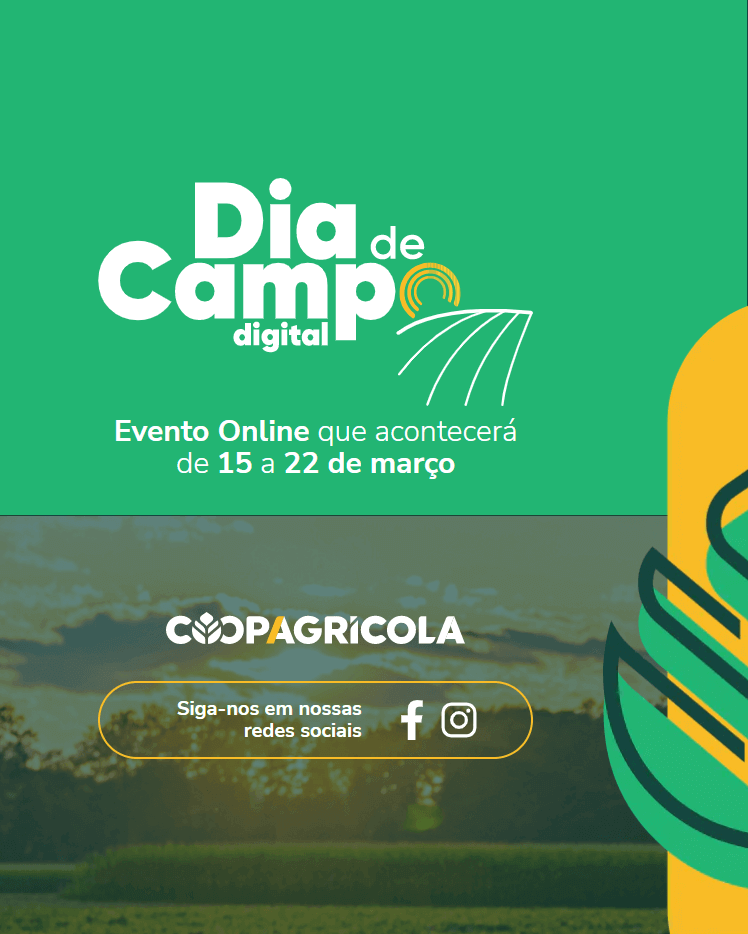 Dia de
Campo
digital
Evento Online que acontecerá
de 15 a 22 de março
COOPAGRÍCOLA
Siga-nos em nossas
redes sociais